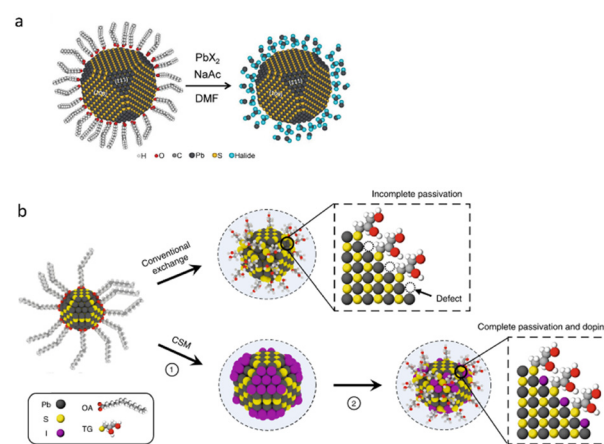 a
PbX2
NaAc
DMF
[111]
H O C Pb S Halide
b
Conventional
exchange
Incomplete passivation
Defect
CSM
1
2
Complete passivation and dopin
Pb OA
S TG
I